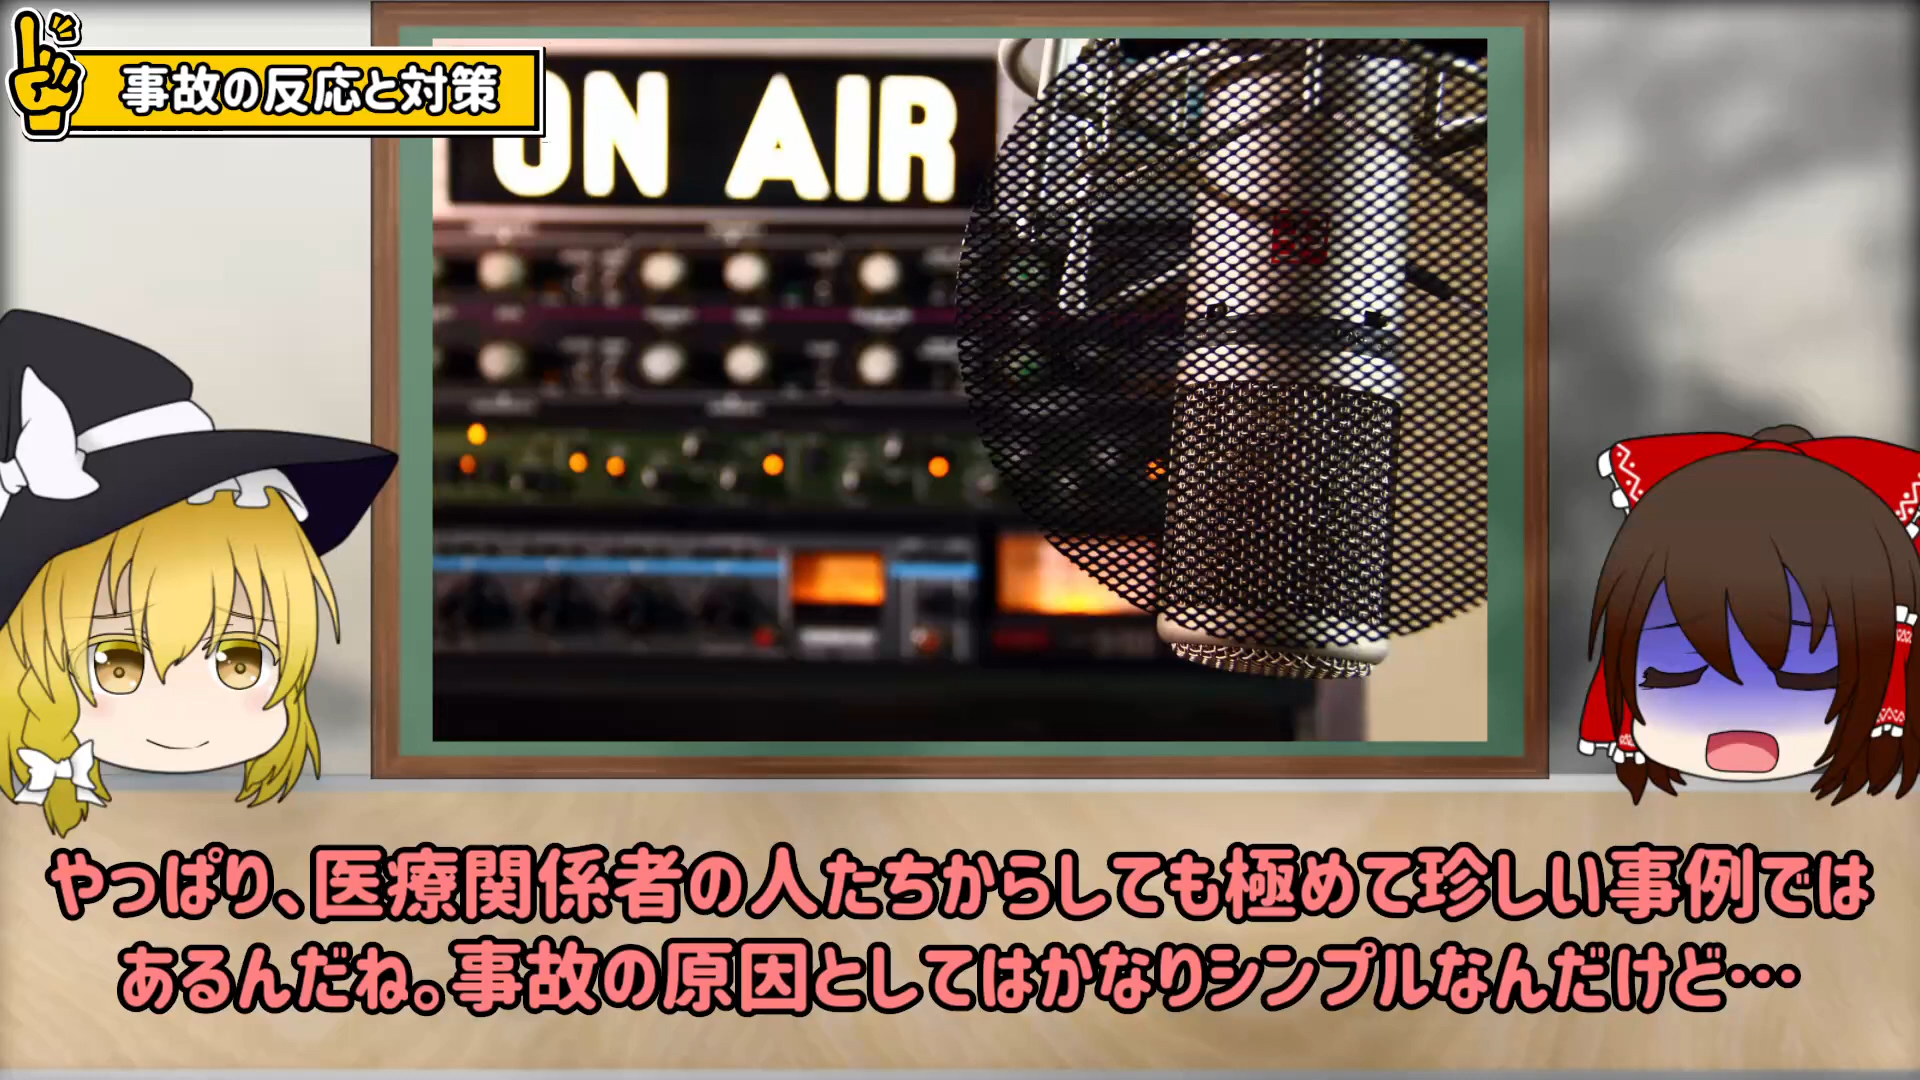 事故の反応と対策
ON AIR
やっぱり、医療関係者の人たちからしても極めて珍しい事例では
あるんだね。事故の原因としてはかなりシンプルなんだけど…